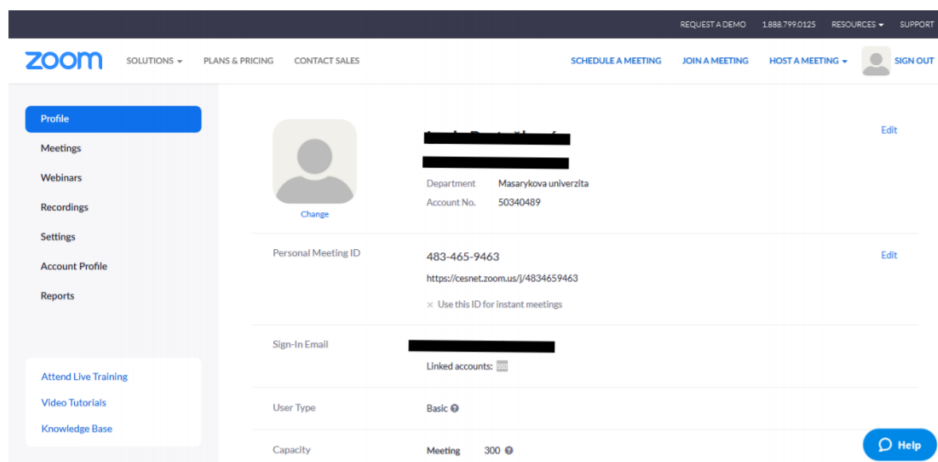 REQUEST A DEMO 1.888.799.0125 RESOURCES SUPPORT
zoom SOLUTIONS PLANS & PRICING CONTACT SALES SCHEDULE A MEETING JOIN A MEETING HOST A MEETING SIGN OUT
Profile
Meetings
Webinars
Recordings
Settings
Account Profile
Reports
Attend Live Training
Video Tutorials
Knowledge Base
Change
Edit
Department Masarykova univerzita
Account No. 50340489
Personal Meeting ID 483-465-9463 Edit
https://cesnet.zoom.us/j/4834659463
× Use this ID for instant meetings
Sign-In Email
Linked accounts:
User Type Basic
Capacity Meeting 300
Help